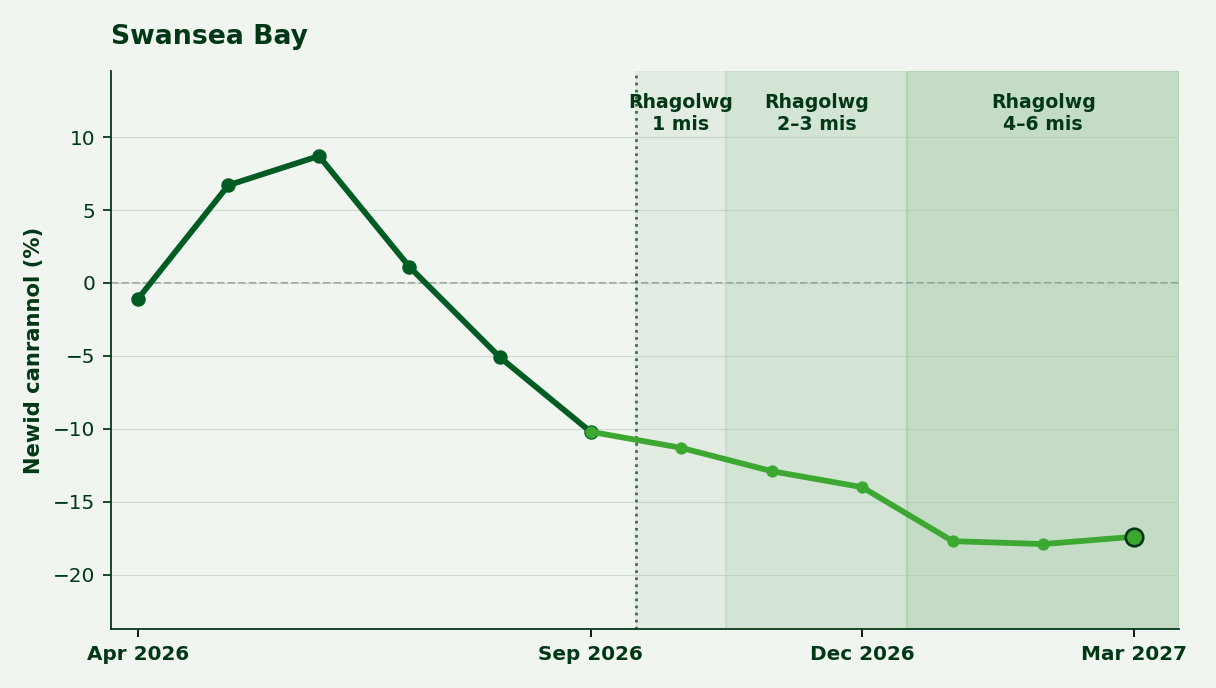 Swansea Bay
Rhagolwg
1 mis
Rhagolwg
2–3 mis
Rhagolwg
4–6 mis
Newid canrannol (%)
10
5
0
−5
−10
−15
−20
Apr 2026
Sep 2026
Dec 2026
Mar 2027